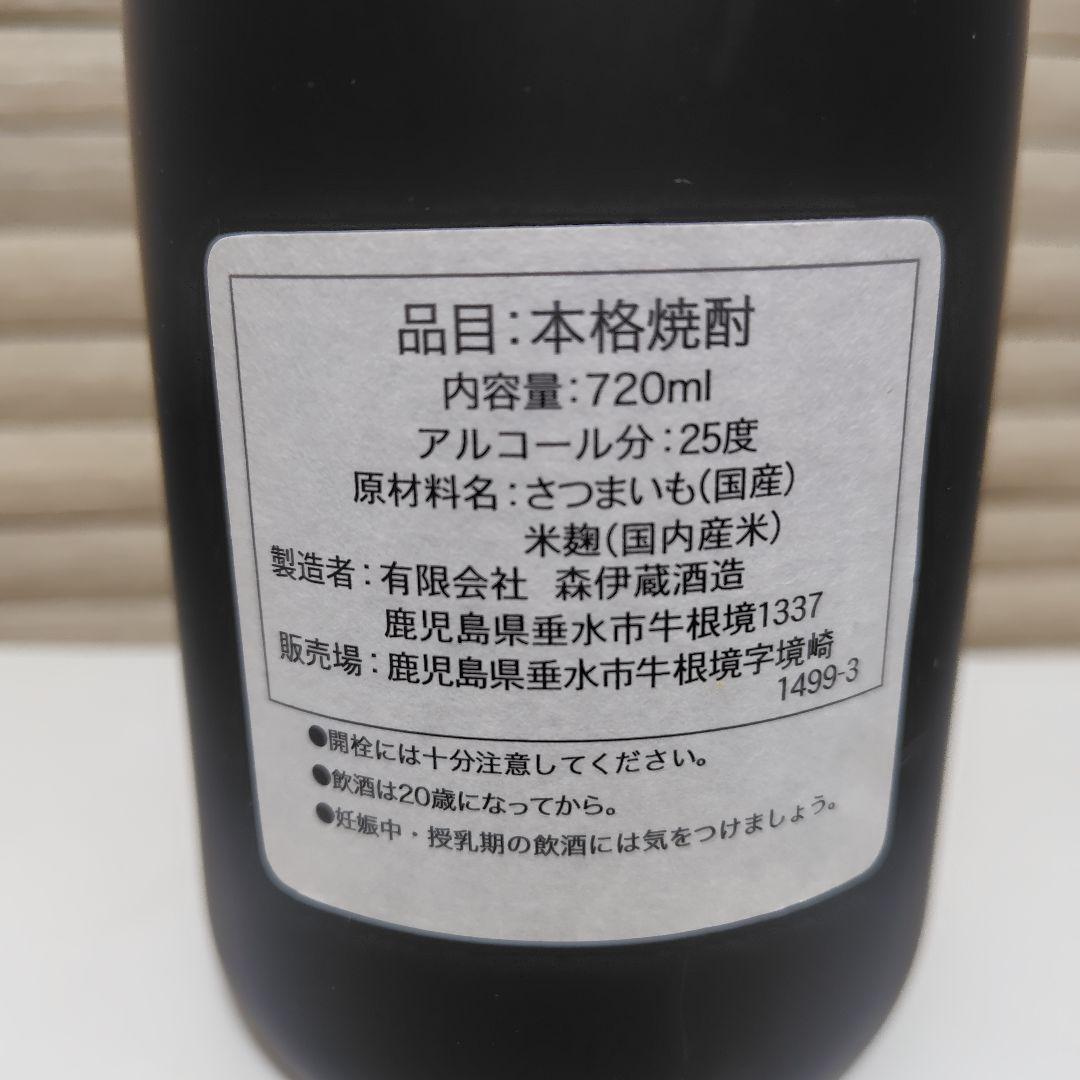 品目:本格焼酎
内容量:720ml
アルコール分:25度
原材料名:さつまいも(国産)
米麹(国内産米)
製造者:有限会社 森伊蔵酒造
鹿児島県垂水市牛根境1337
販売場:鹿児島県垂水市牛根境字境崎
1499-3
●開栓には十分注意してください。
●飲酒は20歳になってから。
●妊娠中・授乳期の飲酒には気をつけましょう。